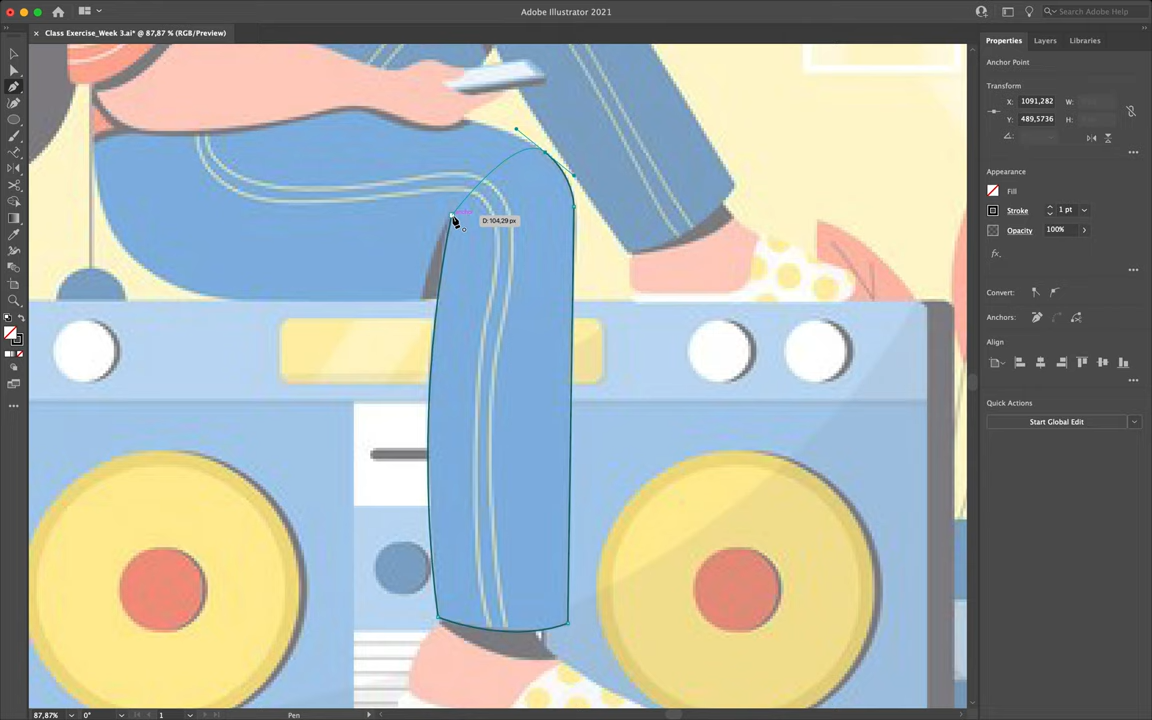 Adobe Illustrator 2021
Search Adobe Help
Class Exercise_Week 3.ai* @ 87,87 % (RGB/Preview)
Properties
Layers
Libraries
Anchor Point
Transform
X:
1091,282
W:
Y:
489,5736
H:
Appearance
Fill
Stroke
1 pt
Opacity
100%
fx.
Convert:
Anchors:
Align
Quick Actions
Start Global Edit
D: 104,29 px
87,87%
0°
1
Pen